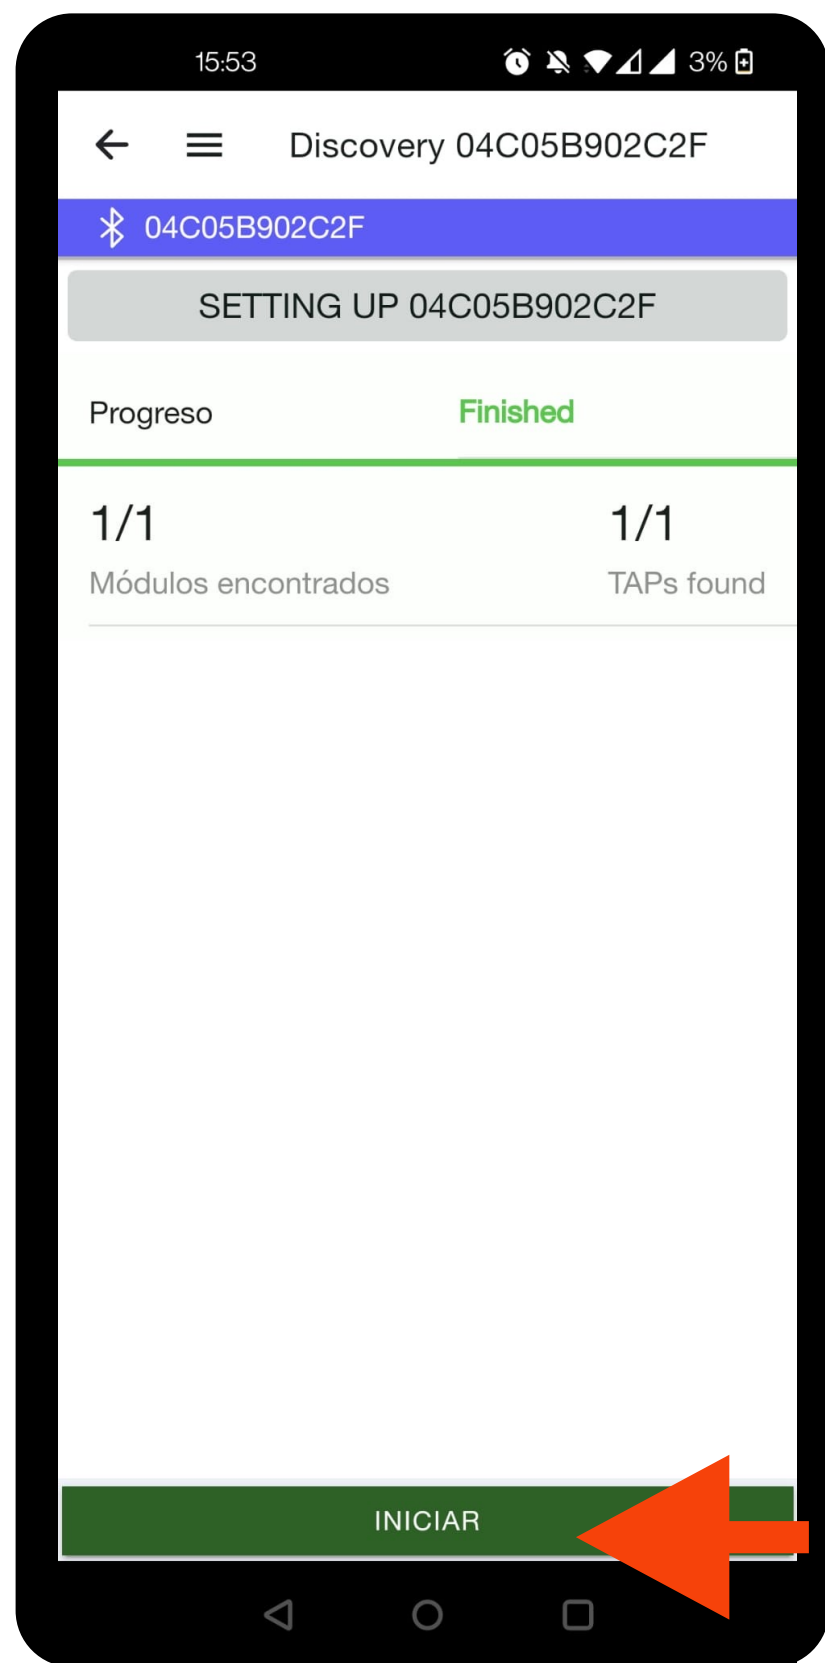 15:53 3%
Discovery 04C05B902C2F
04C05B902C2F
SETTING UP 04C05B902C2F
Progreso Finished
1/1 1/1
Módulos encontrados TAPs found
INICIAR